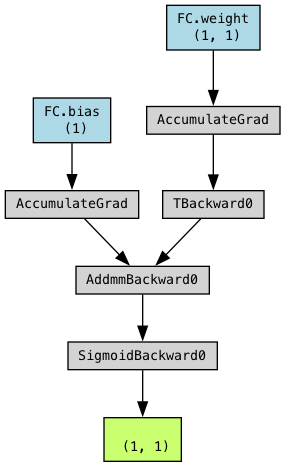 FC.weight
(1, 1)
FC.bias
(1)
AccumulateGrad
AccumulateGrad
TBackward0
AddmmBackward0
SigmoidBackward0
(1, 1)